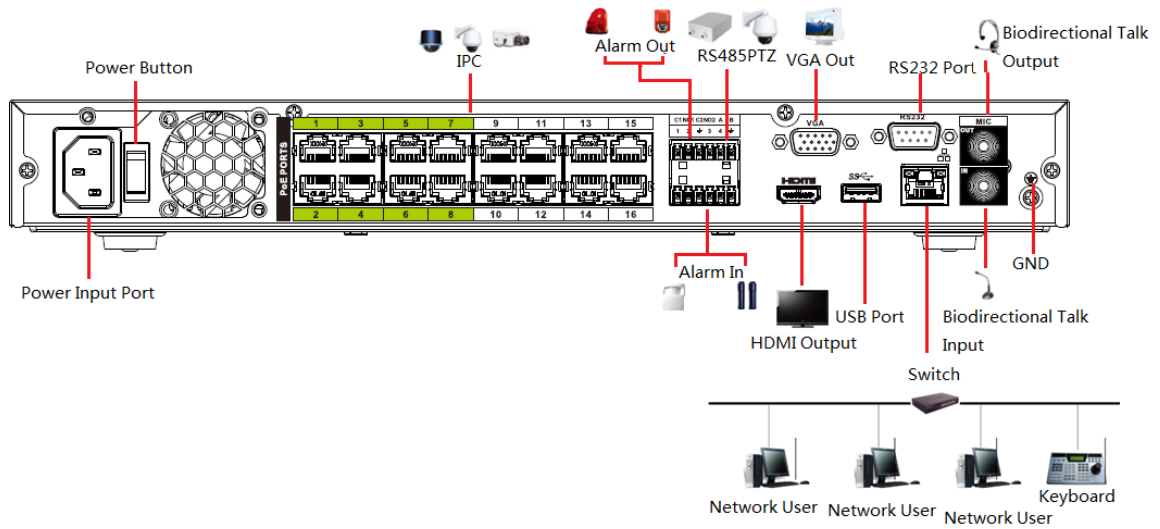 Power Button
IPC
Alarm Out
RS485PTZ
VGA Out
RS232 Port
Biodirectional Talk
Output
PoE PORTS
1 3 5 7 9 11 13 15
2 4 6 8 10 12 14 16
C1 NO1 C2 NO2 A B
1 2 3 4
VGA
RS232
MIC
OUT
IN
HDMI
SS
Power Input Port
Alarm In
HDMI Output
USB Port
GND
Biodirectional Talk
Input
Switch
Network User
Network User
Network User
Keyboard